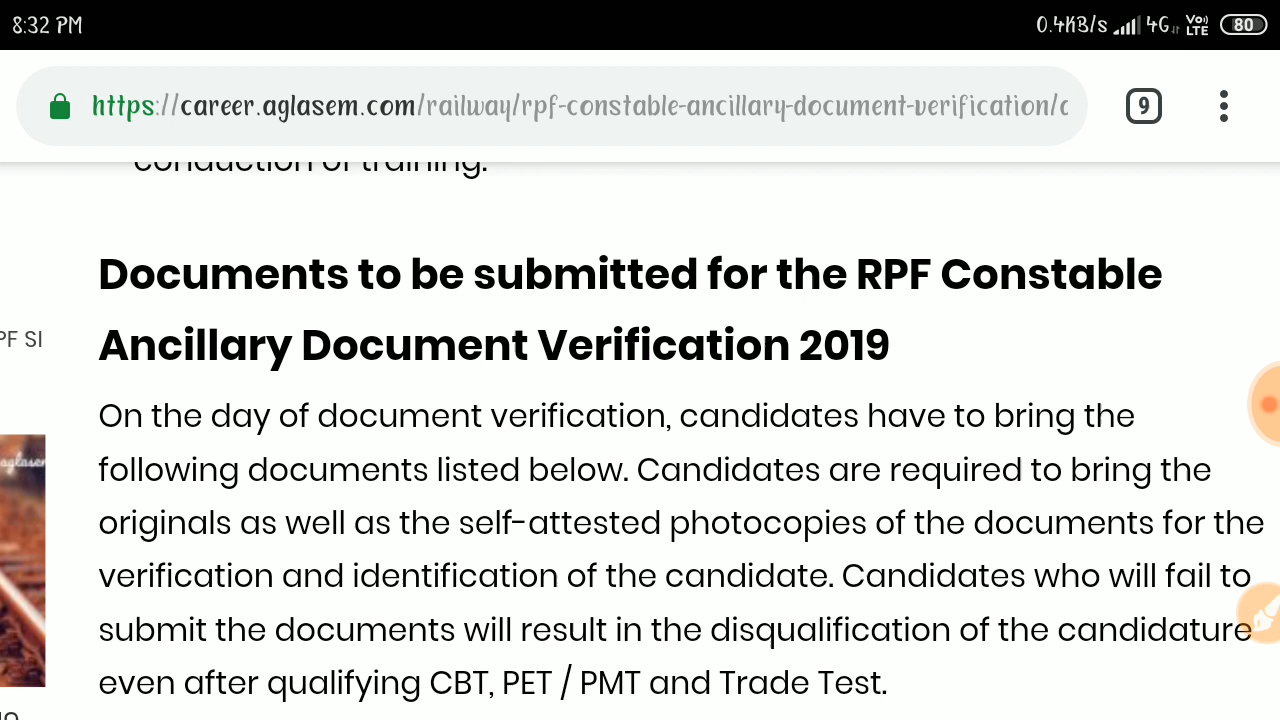 8:32 PM
0.4KB/s 4G VoLTE 80
https://career.aglasem.com/railway/rpf-constable-ancillary-document-verification/c
9
conduction of training.
Documents to be submitted for the RPF Constable
Ancillary Document Verification 2019
PF SI
On the day of document verification, candidates have to bring the
following documents listed below. Candidates are required to bring the
originals as well as the self-attested photocopies of the documents for the
verification and identification of the candidate. Candidates who will fail to
submit the documents will result in the disqualification of the candidature
even after qualifying CBT, PET / PMT and Trade Test.
aglasem